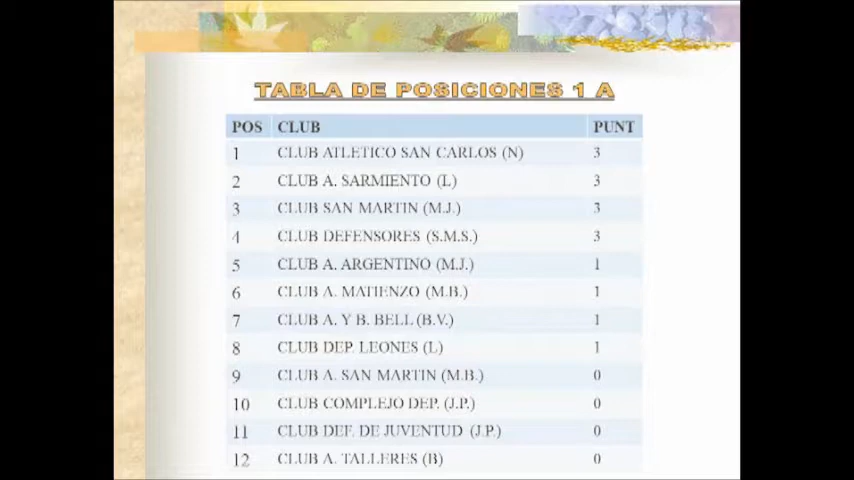 TABLA DE POSICIONES 1 A
POS CLUB PUNT
1 CLUB ATLETICO SAN CARLOS (N) 3
2 CLUB A. SARMIENTO (L) 3
3 CLUB SAN MARTIN (M.J.) 3
4 CLUB DEFENSORES (S.M.S.) 3
5 CLUB A. ARGENTINO (M.J.) 1
6 CLUB A. MATIENZO (M.B.) 1
7 CLUB A. Y B. BELL (B.V.) 1
8 CLUB DEP. LEONES (L) 1
9 CLUB A. SAN MARTIN (M.B.) 0
10 CLUB COMPLEJO DEP. (J.P.) 0
11 CLUB DEF. DE JUVENTUD (J.P.) 0
12 CLUB A. TALLERES (B) 0